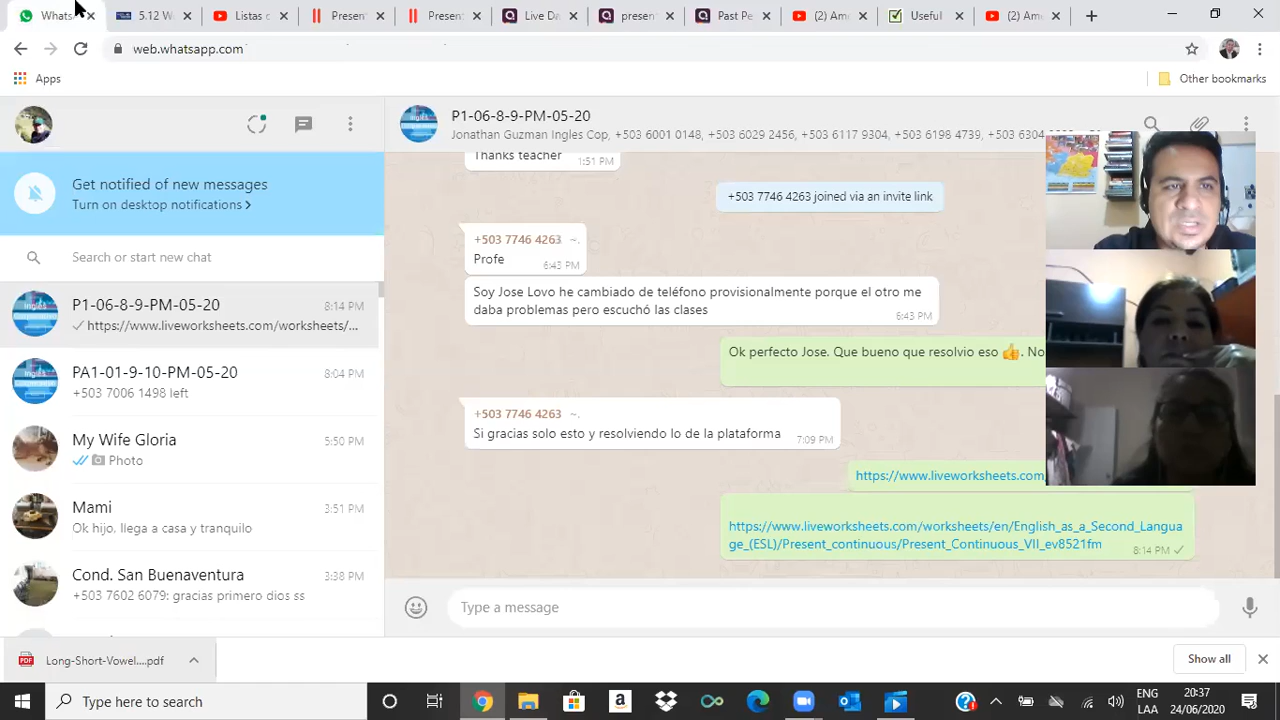 Whats
5.12 W
Listas c
Present
Present
Live Da
present
Past Pe
(2) Ame
Useful
(2) Ame
web.whatsapp.com
Apps
Other bookmarks
P1-06-8-9-PM-05-20
Jonathan Guzman Ingles Cop, +503 6001 0148, +503 6029 2456, +503 6117 9304, +503 6198 4739, +503 6304
Get notified of new messages
Turn on desktop notifications >
Search or start new chat
P1-06-8-9-PM-05-20 8:14 PM
https://www.liveworksheets.com/worksheets/...
PA1-01-9-10-PM-05-20 8:04 PM
+503 7006 1498 left
My Wife Gloria 5:50 PM
Photo
Mami 3:51 PM
Ok hijo, llega a casa y tranquilo
Cond. San Buenaventura 3:38 PM
+503 7602 6079: gracias primero dios ss
Thanks teacher 1:51 PM
+503 7746 4263 joined via an invite link
+503 7746 4263 ~.
Profe 6:43 PM
Soy Jose Lovo he cambiado de teléfono provisionalmente porque el otro me
daba problemas pero escuchó las clases 6:43 PM
Ok perfecto Jose. Que bueno que resolvio eso 👍. No
+503 7746 4263 ~.
Si gracias solo esto y resolviendo lo de la plataforma 7:09 PM
https://www.liveworksheets.com
https://www.liveworksheets.com/worksheets/en/English_as_a_Second_Langua
ge_(ESL)/Present_continuous/Present_Continuous_VII_ev8521fm 8:14 PM
Type a message
Long-Short-Vowel....pdf
Show all
Type here to search
ENG
LAA
20:37
24/06/2020